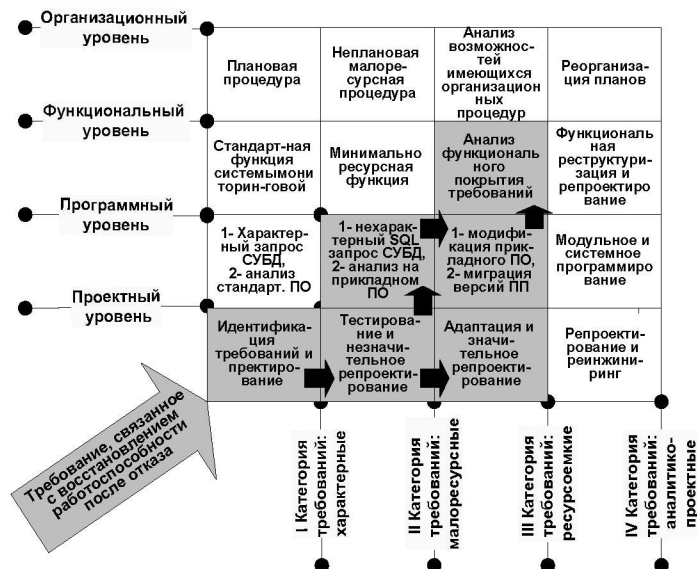 Организационный
уровень
Функциональный
уровень
Программный
уровень
Проектный
уровень
Плановая
процедура
Неплановая
малоре-
сурсная
процедура
Анализ
возможнос-
тей
имеющихся
организацион
ных
процедур
Реорганиза-
ция планов
Стандарт-ная
функция
системымони
торин-говой
Минимально
ресурсная
функция
Анализ
функциональ
ного
покрытия
требований
Функциональ
ная
реструктури-
зация и
репроектиро
вание
1- Характер-
ный запрос
СУБД,
2- анализ
стандарт. ПО
1- нехарак-
терный SQL
запрос СУБД,
2- анализ на
прикладном
ПО
1- модифи-
кация прик-
ладного ПО,
2- миграция
версий ПП
Модульное и
системное
программиро
вание
Идентифика-
ция
требований и
пректиро-
вание
Тестирова-
ние и
незначитель-
ное
репроекти-
рование
Адаптация и
значитель-
ное
репроекти-
рование
Репроекти-
рование и
реинжини-
ринг
Требование, связанное
с восстановлением
работоспособности
после отказа
I Категория
требований:
характерные
II Категория
требований:
малоресурсные
III Категория
требований:
ресурсоемкие
IV Категория
требований:
аналитико-
проектные